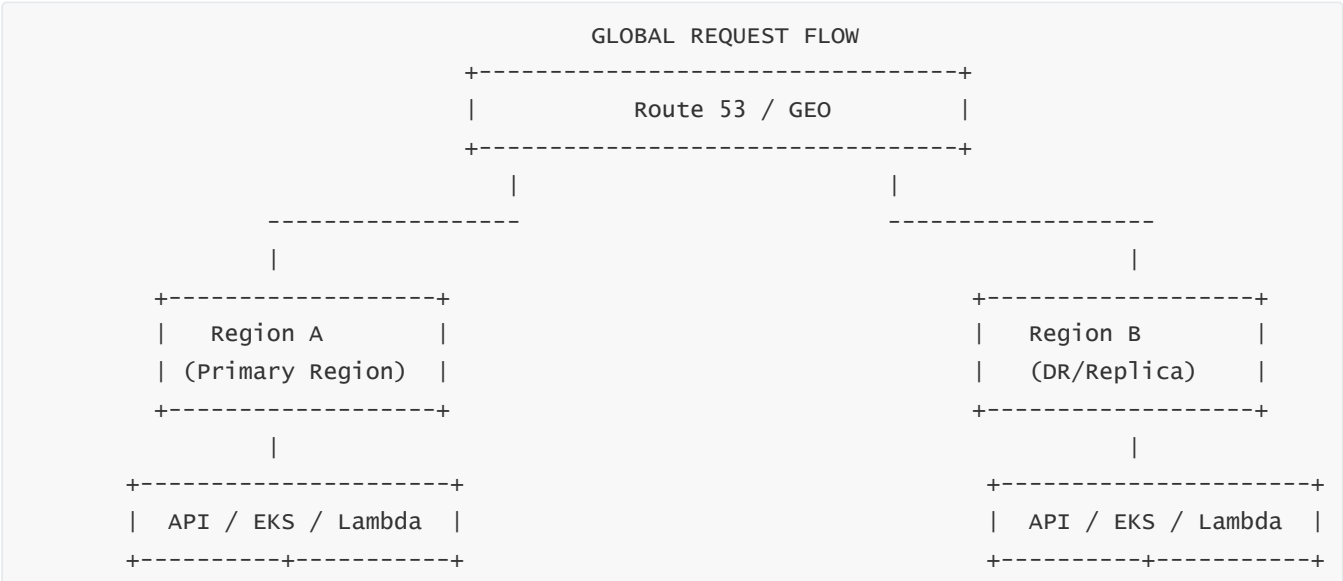 GLOBAL REQUEST FLOW
+----------------------------------+
| Route 53 / GEO |
+----------------------------------+
| |
------------------ -------------------
| |
+-------------------+ +-------------------+
| Region A | | Region B |
| (Primary Region) | | (DR/Replica) |
+-------------------+ +-------------------+
| |
+----------------------+ +----------------------+
| API / EKS / Lambda | | API / EKS / Lambda |
+----------+-----------+ +----------+-----------+